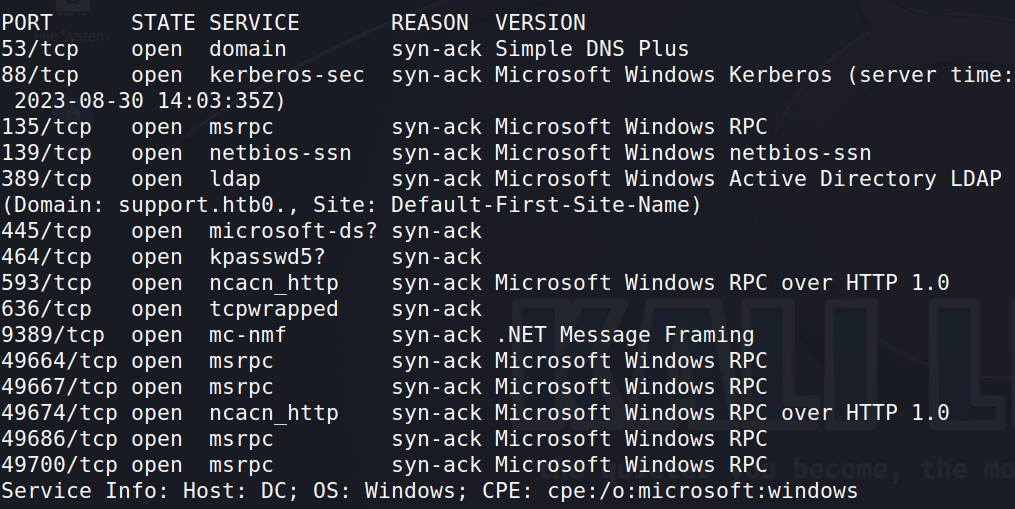 File System
PORT      STATE SERVICE       REASON  VERSION
53/tcp    open  domain        syn-ack Simple DNS Plus
88/tcp    open  kerberos-sec  syn-ack Microsoft Windows Kerberos (server time:
 2023-08-30 14:03:35Z)
135/tcp   open  msrpc         syn-ack Microsoft Windows RPC
139/tcp   open  netbios-ssn   syn-ack Microsoft Windows netbios-ssn
389/tcp   open  ldap          syn-ack Microsoft Windows Active Directory LDAP
(Domain: support.htb0., Site: Default-First-Site-Name)
445/tcp   open  microsoft-ds? syn-ack
464/tcp   open  kpasswd5?     syn-ack
593/tcp   open  ncacn_http    syn-ack Microsoft Windows RPC over HTTP 1.0
636/tcp   open  tcpwrapped    syn-ack
9389/tcp  open  mc-nmf        syn-ack .NET Message Framing
49664/tcp open  msrpc         syn-ack Microsoft Windows RPC
49667/tcp open  msrpc         syn-ack Microsoft Windows RPC
49674/tcp open  ncacn_http    syn-ack Microsoft Windows RPC over HTTP 1.0
49686/tcp open  msrpc         syn-ack Microsoft Windows RPC
49700/tcp open  msrpc         syn-ack Microsoft Windows RPC
Service Info: Host: DC; OS: Windows; CPE: cpe:/o:microsoft:windows
KALI L
become, the mo